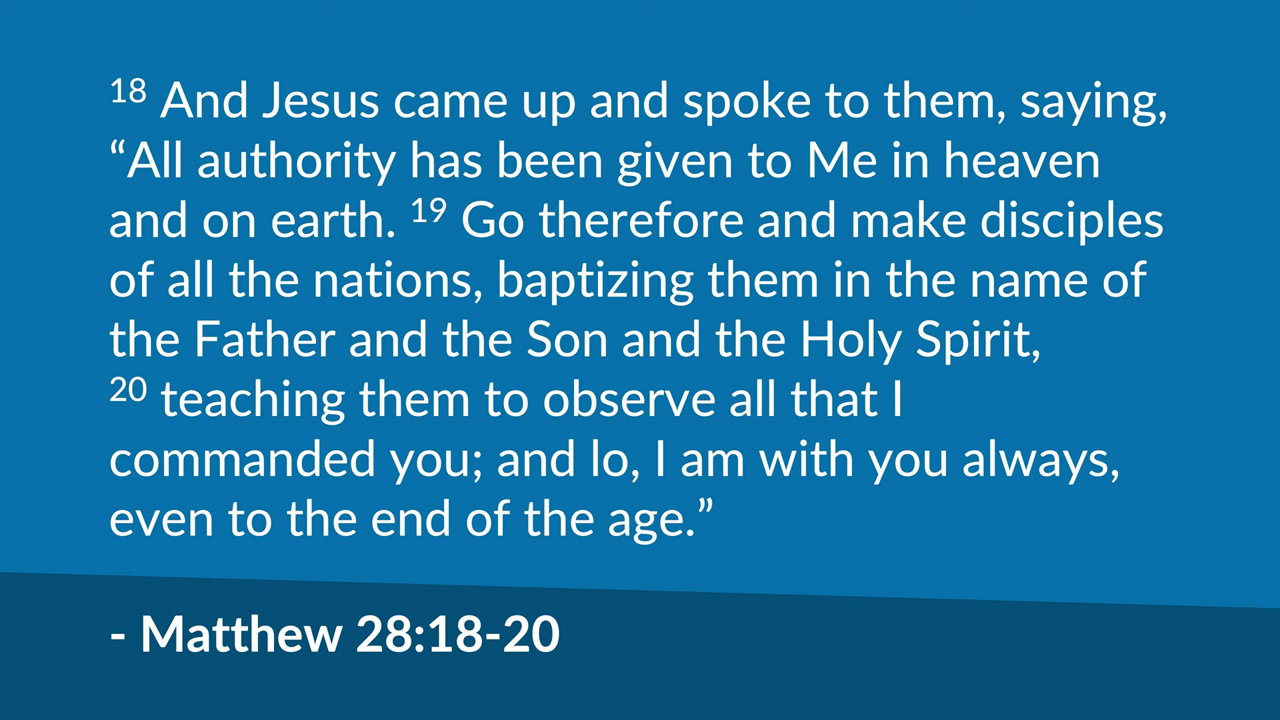 18 And Jesus came up and spoke to them, saying,
“All authority has been given to Me in heaven
and on earth. 19 Go therefore and make disciples
of all the nations, baptizing them in the name of
the Father and the Son and the Holy Spirit,
20 teaching them to observe all that I
commanded you; and lo, I am with you always,
even to the end of the age.”
- Matthew 28:18-20